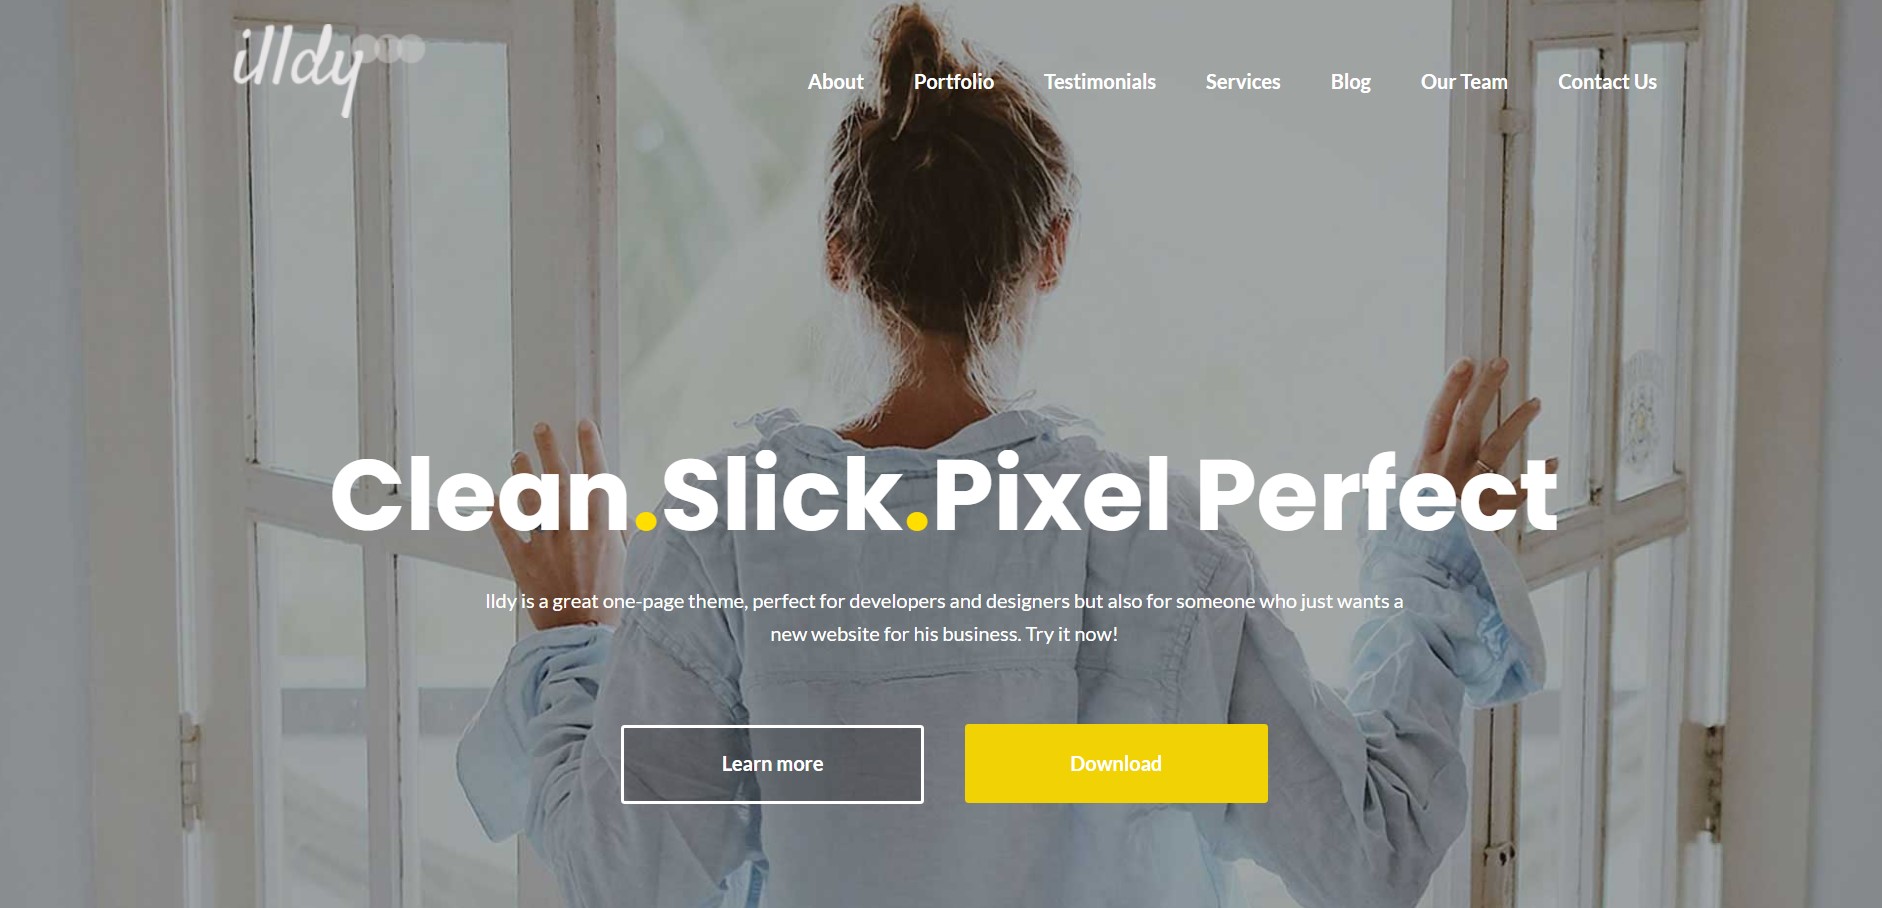 illdy
About Portfolio Testimonials Services Blog Our Team Contact Us
Clean.Slick.Pixel Perfect
lldy is a great one-page theme, perfect for developers and designers but also for someone who just wants a
new website for his business. Try it now!
Learn more Download